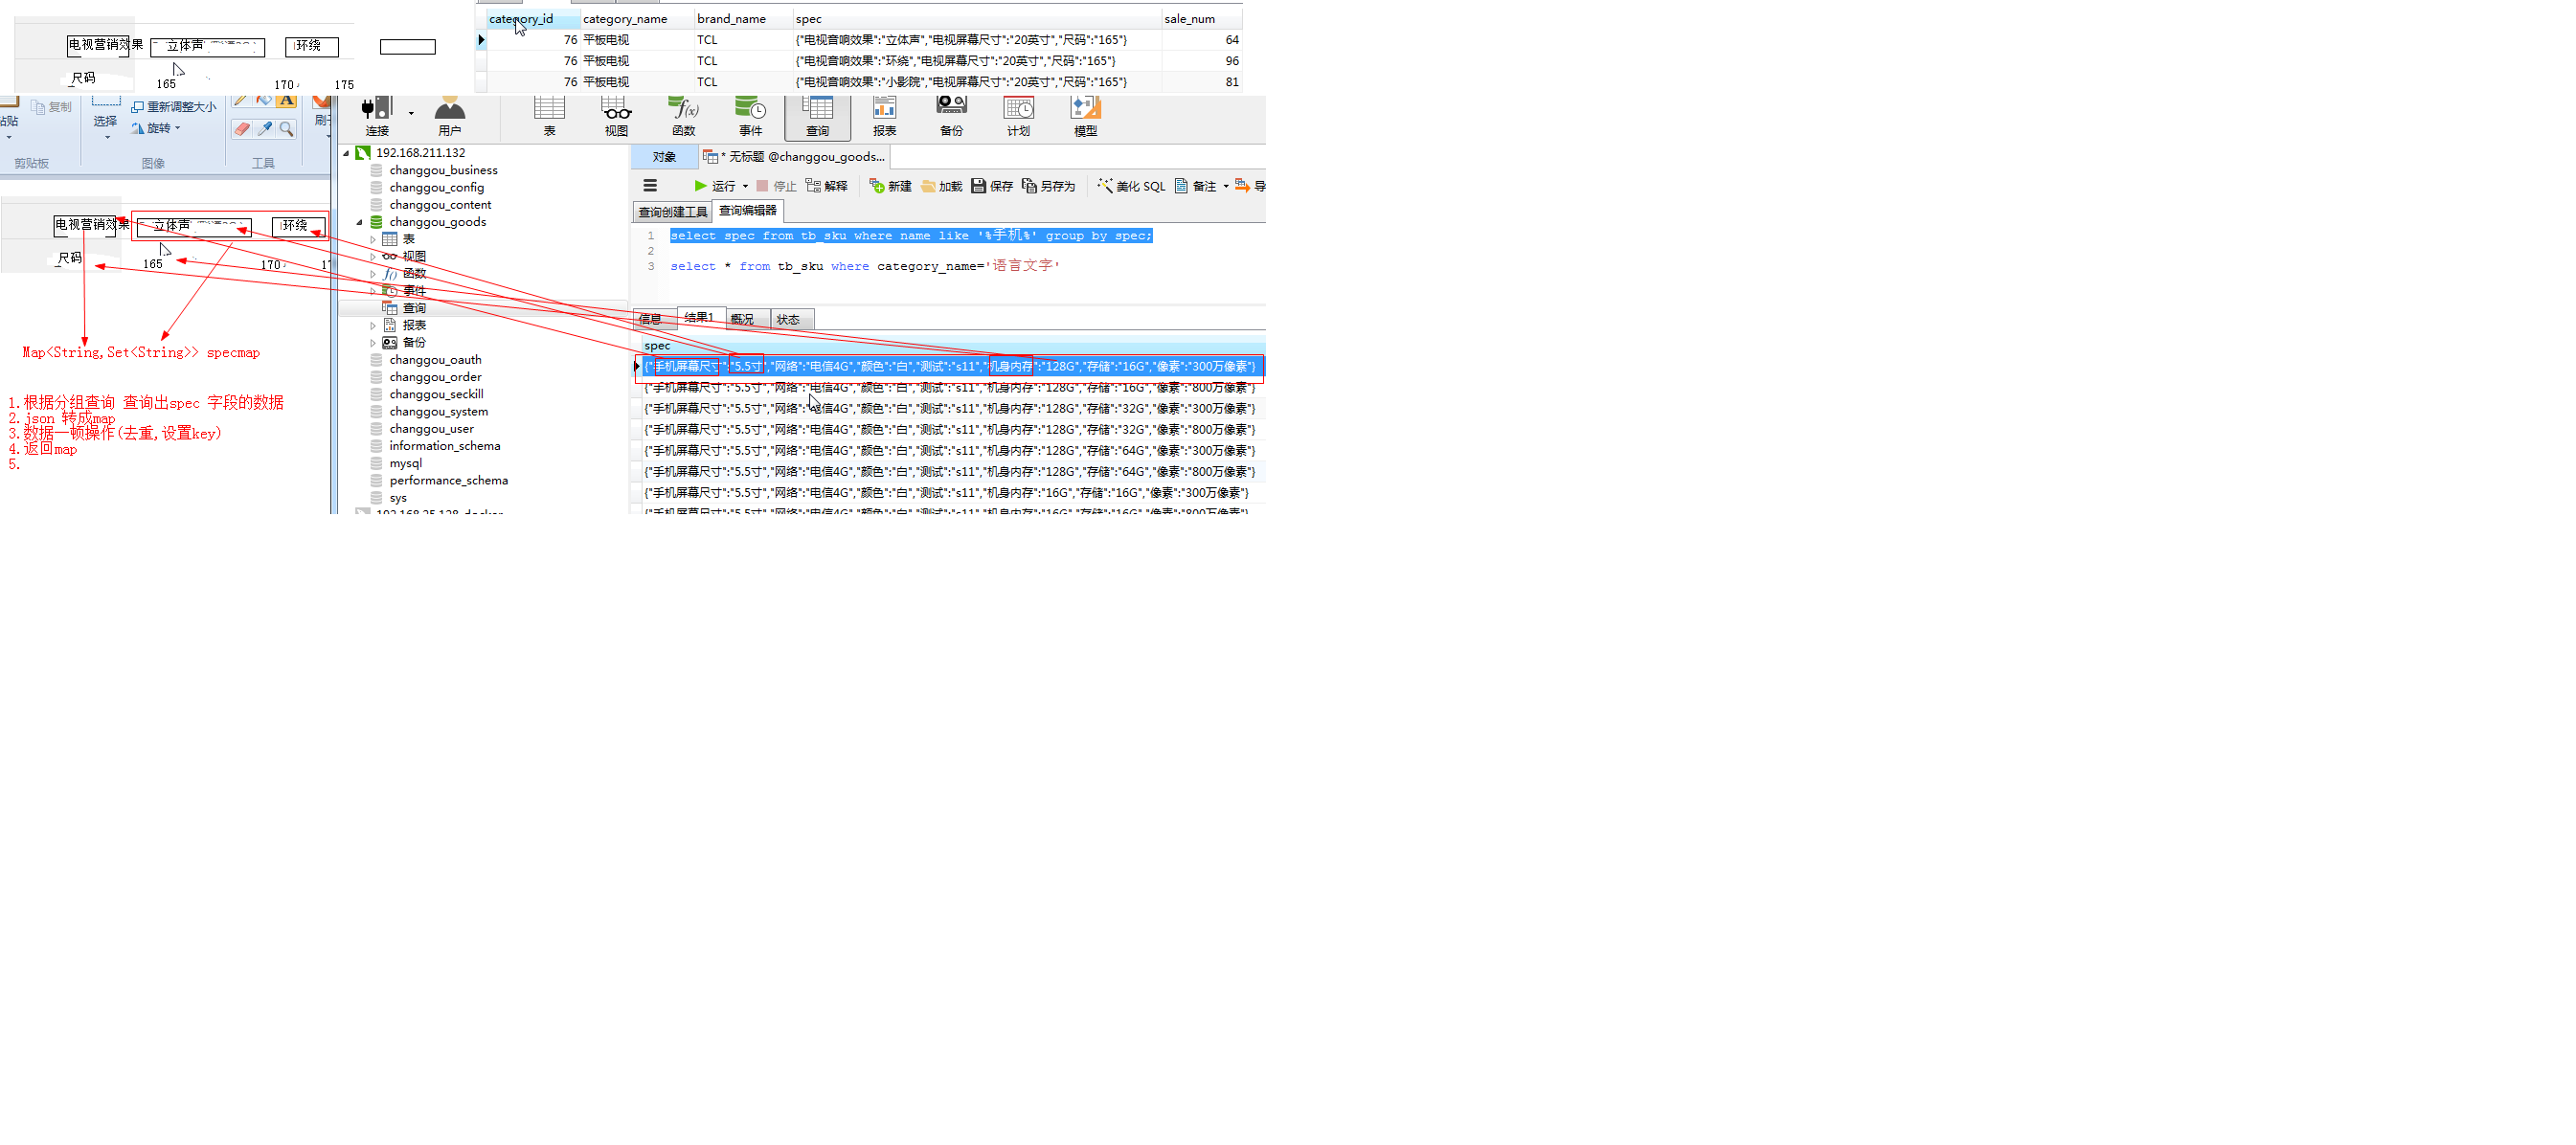 电视营销效果 立体声 环绕
尺码 165 170 175
category_id category_name brand_name spec sale_num
76 平板电视 TCL {"电视音响效果":"立体声","电视屏幕尺寸":"20英寸","尺码":"165"} 64
76 平板电视 TCL {"电视音响效果":"环绕","电视屏幕尺寸":"20英寸","尺码":"165"} 96
76 平板电视 TCL {"电视音响效果":"小影院","电视屏幕尺寸":"20英寸","尺码":"165"} 81
复制 选择 重新调整大小
旋转
剪贴板 图像 工具
连接 用户 表 视图 函数 事件 查询 报表 备份 计划 模型
192.168.211.132
changgou_business
changgou_config
changgou_content
changgou_goods
表
视图
函数
事件
查询
报表
备份
changgou_oauth
changgou_order
changgou_seckill
changgou_system
changgou_user
information_schema
mysql
performance_schema
sys
对象 * 无标题 @changgou_goods...
运行 停止 解释 新建 加载 保存 另存为 美化 SQL 备注 导
查询创建工具 查询编辑器
1 select spec from tb_sku where name like '%手机%' group by spec;
2
3 select * from tb_sku where category_name='语言文字'
信息 结果1 概况 状态
spec
{"手机屏幕尺寸":"5.5寸","网络":"电信4G","颜色":"白","测试":"s11","机身内存":"128G","存储":"16G","像素":"300万像素"}
{"手机屏幕尺寸":"5.5寸","网络":"电信4G","颜色":"白","测试":"s11","机身内存":"128G","存储":"16G","像素":"800万像素"}
{"手机屏幕尺寸":"5.5寸","网络":"电信4G","颜色":"白","测试":"s11","机身内存":"128G","存储":"32G","像素":"300万像素"}
{"手机屏幕尺寸":"5.5寸","网络":"电信4G","颜色":"白","测试":"s11","机身内存":"128G","存储":"32G","像素":"800万像素"}
{"手机屏幕尺寸":"5.5寸","网络":"电信4G","颜色":"白","测试":"s11","机身内存":"128G","存储":"64G","像素":"300万像素"}
{"手机屏幕尺寸":"5.5寸","网络":"电信4G","颜色":"白","测试":"s11","机身内存":"128G","存储":"64G","像素":"800万像素"}
{"手机屏幕尺寸":"5.5寸","网络":"电信4G","颜色":"白","测试":"s11","机身内存":"16G","存储":"16G","像素":"300万像素"}
{"手机屏幕尺寸":"5.5寸","网络":"电信4G","颜色":"白","测试":"s11","机身内存":"16G","存储":"16G","像素":"800万像素"}
电视营销效果 立体声 环绕
尺码 165 170
Map<String,Set<String>> specmap
1.根据分组查询 查询出spec 字段的数据
2.json 转成map
3.数据一顿操作(去重,设置key)
4.返回map
5.